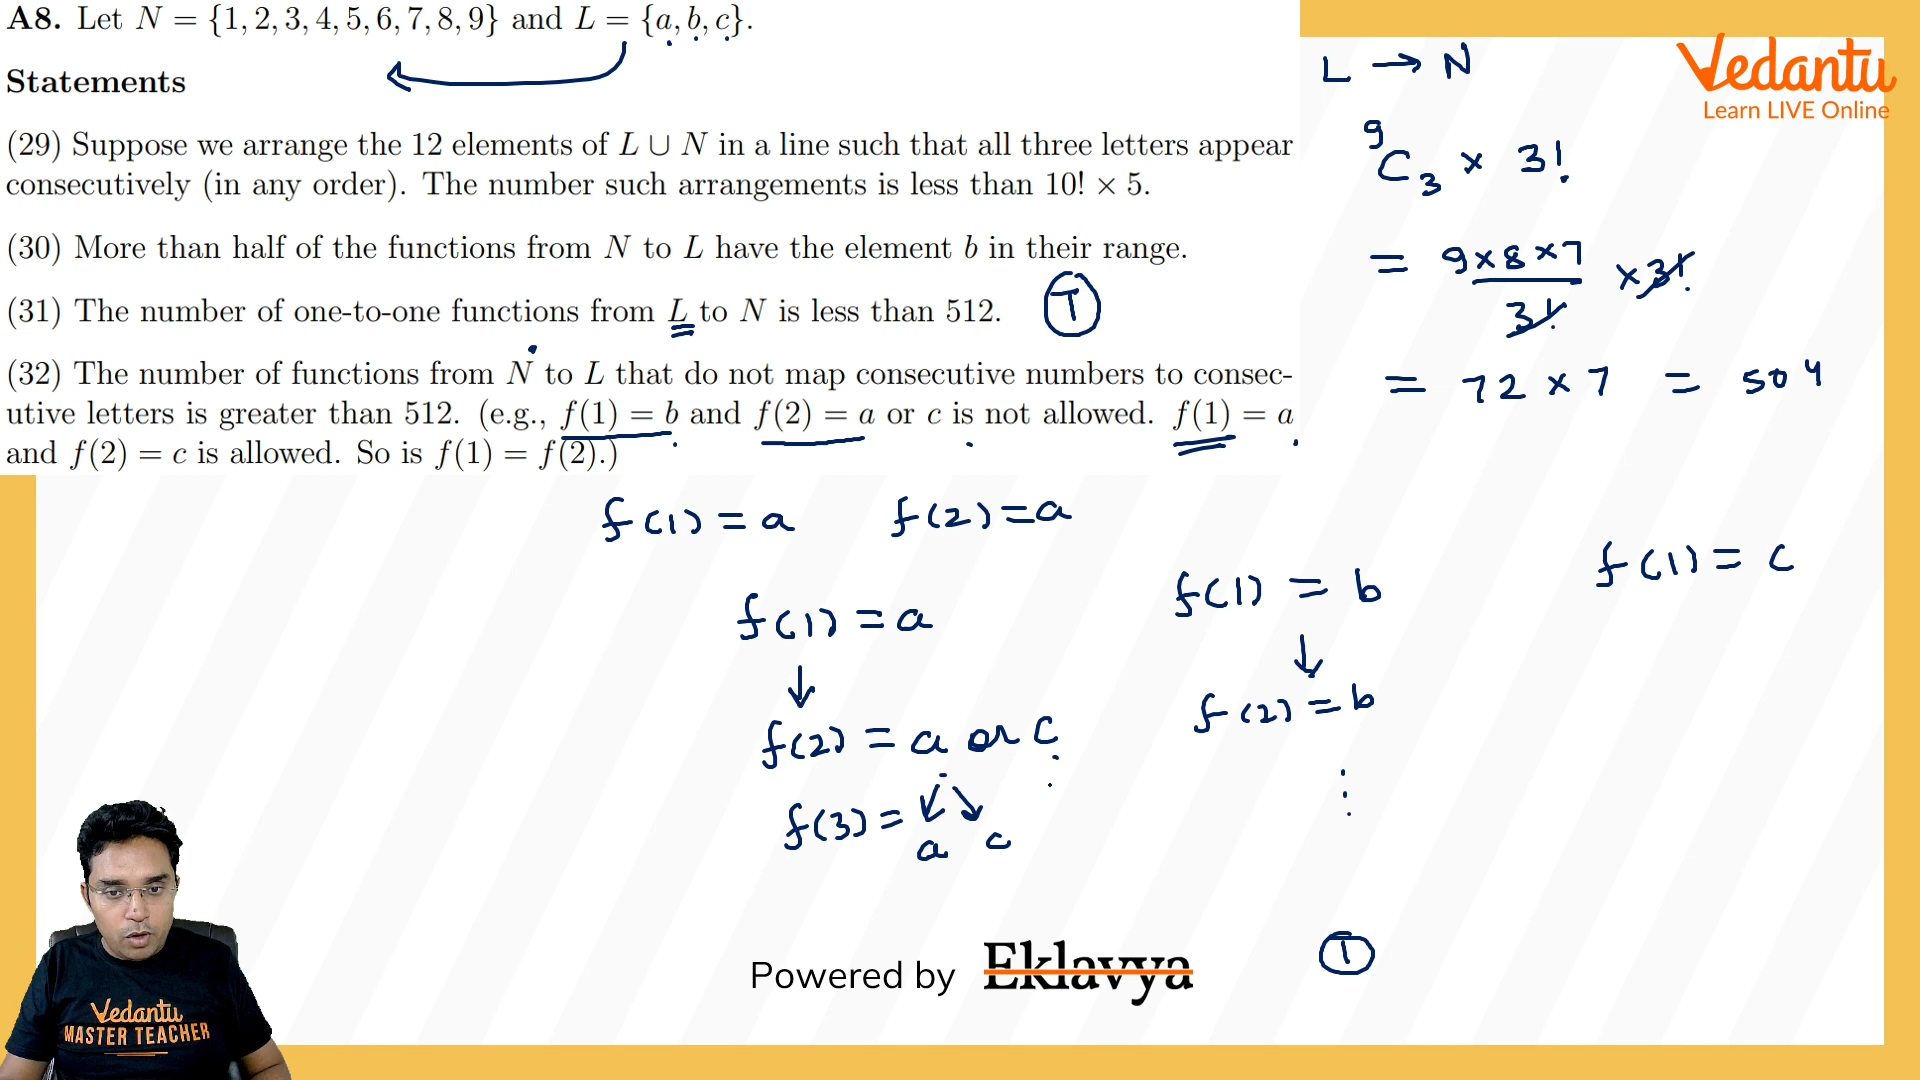 A8. Let N = {1, 2, 3, 4, 5, 6, 7, 8, 9} and L = {a, b, c}.
Statements
(29) Suppose we arrange the 12 elements of L ∪ N in a line such that all three letters appear
consecutively (in any order). The number such arrangements is less than 10! × 5.
(30) More than half of the functions from N to L have the element b in their range.
(31) The number of one-to-one functions from L to N is less than 512.
T
(32) The number of functions from N to L that do not map consecutive numbers to consec-
utive letters is greater than 512. (e.g., f(1) = b and f(2) = a or c is not allowed. f(1) = a
and f(2) = c is allowed. So is f(1) = f(2).)
Vedantu
Learn LIVE Online
L → N
⁹C₃ × 3!
= 9×8×7 / 3! × 3!
= 72 × 7 = 504
f(1) = a f(2) = a
f(1) = a
↓
f(2) = a or c
f(3) = ↙ ↘
a c
f(1) = b
↓
f(2) = b
⋮
f(1) = c
T
Powered by Eklavya
Vedantu
MASTER TEACHER